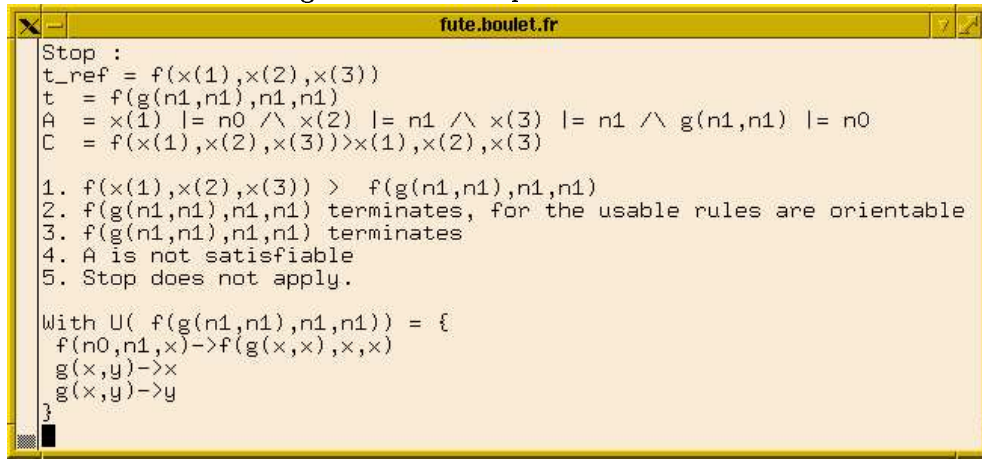 fute.boulet.fr
Stop :
t_ref = f(x(1),x(2),x(3))
t  = f(g(n1,n1),n1,n1)
A  = x(1) |= n0 /\ x(2) |= n1 /\ x(3) |= n1 /\ g(n1,n1) |= n0
C  = f(x(1),x(2),x(3))>x(1),x(2),x(3)
1. f(x(1),x(2),x(3)) >  f(g(n1,n1),n1,n1)
2. f(g(n1,n1),n1,n1) terminates, for the usable rules are orientable
3. f(g(n1,n1),n1,n1) terminates
4. A is not satisfiable
5. Stop does not apply.
With U( f(g(n1,n1),n1,n1)) = {
f(n0,n1,x)->f(g(x,x),x,x)
g(x,y)->x
g(x,y)->y
}